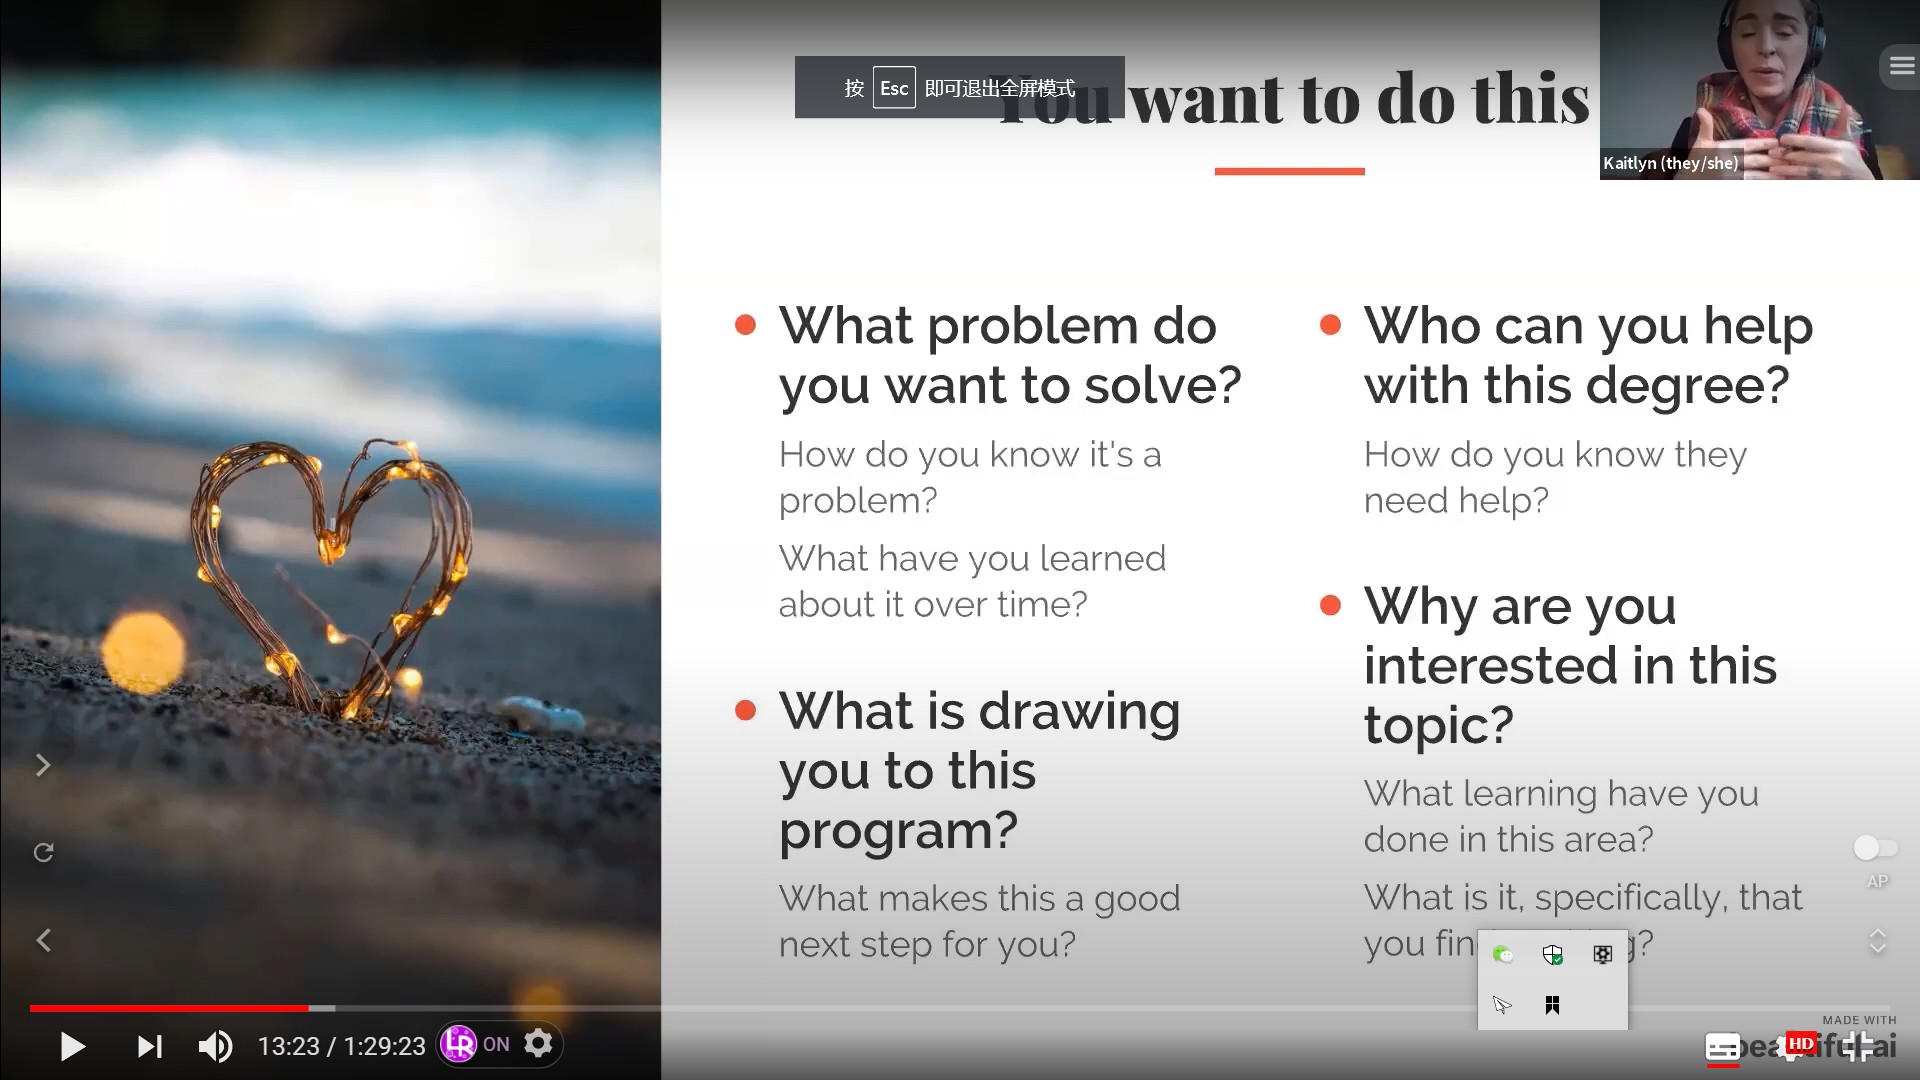 You want to do this
按 Esc 即可退出全屏模式
Kaitlyn (they/she)
What problem do
you want to solve?
How do you know it's a
problem?
What have you learned
about it over time?
What is drawing
you to this
program?
What makes this a good
next step for you?
Who can you help
with this degree?
How do you know they
need help?
Why are you
interested in this
topic?
What learning have you
done in this area?
What is it, specifically, that
you
AP
13:23 / 1:29:23
LR ON
HD
MADE WITH
beautiful.ai